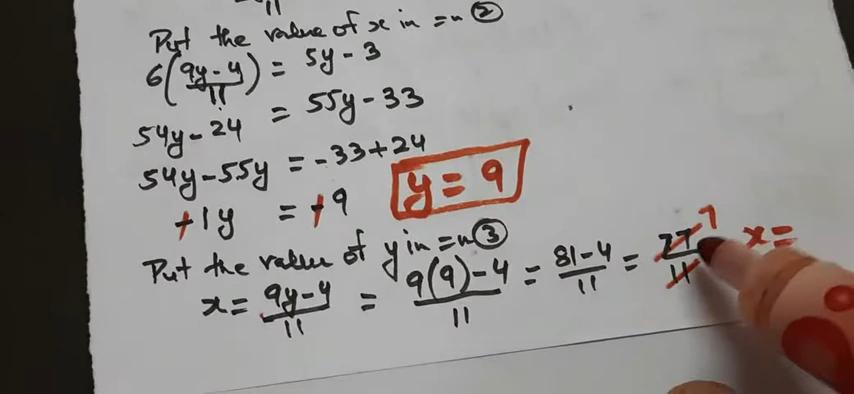 11
Put the value of x in =n ②
6(9y-4/11) = 5y-3
54y-24 = 55y-33
54y-55y = -33+24
+1y = +9
y = 9
Put the value of y in =n ③
x= 9y-4/11 = 9(9)-4/11 = 81-4/11 = 77/11 7 x=